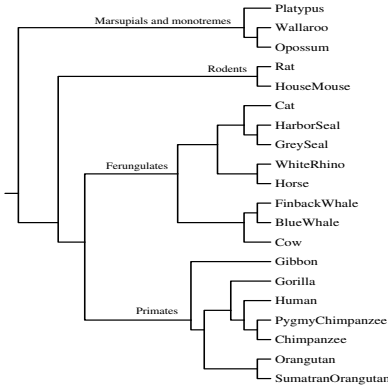 Platypus
Marsupials and monotremes
Wallaroo
Opossum
Rat
Rodents
HouseMouse
Cat
HarborSeal
GreySeal
Ferungulates
WhiteRhino
Horse
FinbackWhale
BlueWhale
Cow
Gibbon
Gorilla
Human
Primates
PygmyChimpanzee
Chimpanzee
Orangutan
SumatranOrangutan